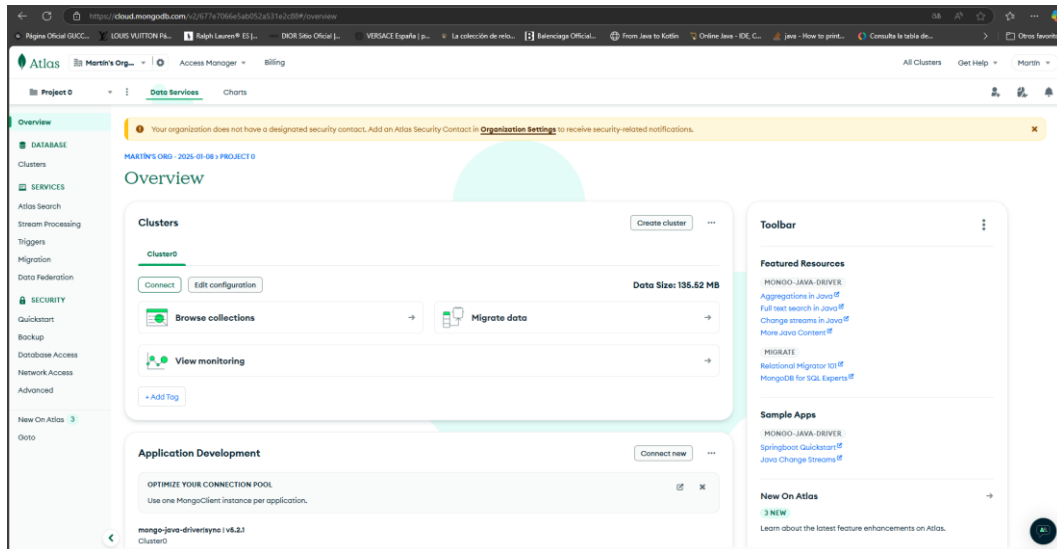 https://cloud.mongodb.com/v2/677e7066e5ab052a531e2c88#/overview
Página Oficial GUCC... LOUIS VUITTON Pá... Ralph Lauren® ES |... DIOR Sitio Oficial |... VERSACE España | p... La colección de relo... Balenciaga Official... From Java to Kotlin Online Java - IDE, C... java - How to print... Consulta la tabla de... Otros favorit
Atlas Martín's Org... Access Manager Billing All Clusters Get Help Martín
Project 0 Data Services Charts
Overview
DATABASE
Clusters
SERVICES
Atlas Search
Stream Processing
Triggers
Migration
Data Federation
SECURITY
Quickstart
Backup
Database Access
Network Access
Advanced
New On Atlas 3
Goto
Your organization does not have a designated security contact. Add an Atlas Security Contact in Organization Settings to receive security-related notifications.
MARTÍN'S ORG - 2025-01-08 > PROJECT 0
Overview
Clusters Create cluster
Cluster0
Connect Edit configuration Data Size: 135.52 MB
Browse collections Migrate data
View monitoring
+ Add Tag
Application Development Connect new
OPTIMIZE YOUR CONNECTION POOL
Use one MongoClient instance per application.
mongo-java-driver|sync | v5.2.1
Cluster0
Toolbar
Featured Resources
MONGO-JAVA-DRIVER
Aggregations in Java
Full text search in Java
Change streams in Java
More Java Content
MIGRATE
Relational Migrator 101
MongoDB for SQL Experts
Sample Apps
MONGO-JAVA-DRIVER
Springboot Quickstart
Java Change Streams
New On Atlas
3 NEW
Learn about the latest feature enhancements on Atlas.